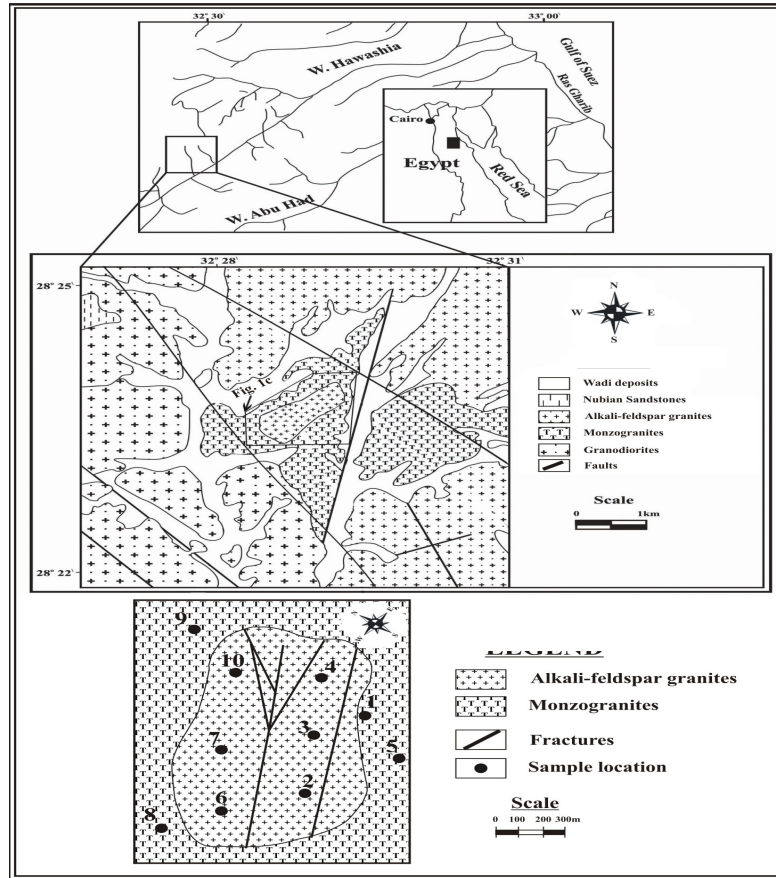 32° 30'
33° 00'
W. Hawashia
Gulf of Suez
Ras Gharib
Cairo
Egypt
Red Sea
W. Abu Had
32° 28'
32° 31'
28° 25'
28° 22'
Fig. 1c
N
W
E
S
Wadi deposits
Nubian Sandstones
Alkali-feldspar granites
Monzogranites
Granodiorites
Faults
Scale
0 1km
9
10
4
1
3
7
5
2
6
8
LEGEND
Alkali-feldspar granites
Monzogranites
Fractures
Sample location
Scale
0 100 200 300m